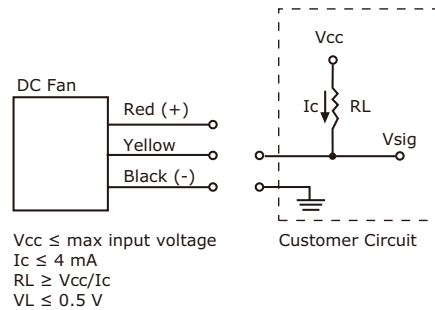 Vcc
DC Fan
Red (+)
Ic
RL
Yellow
Vsig
Black (-)
Vcc ≤ max input voltage
Customer Circuit
Ic ≤ 4 mA
RL ≥ Vcc/Ic
VL ≤ 0.5 V